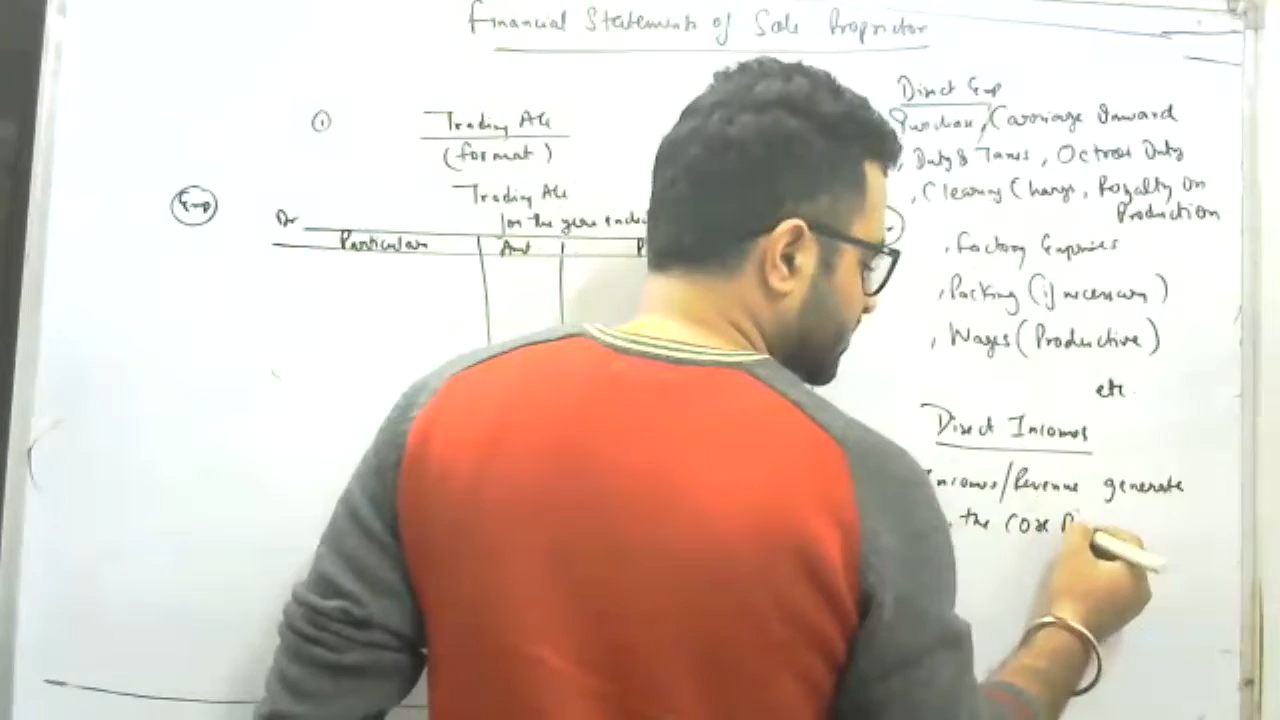 Financial Statements of Sole Proprietor
①
Trading A/c
(format)
Trading A/c
for the year ended
Exp
Dr
Particulars
Amt
P
Direct Exp
Purchase, Carriage Inward
, Duty & Taxes, Octroi Duty
, Clearing Charge, Royalty on
Production
, Factory Expenses
, Packing (if necessary)
, Wages (Productive)
etc.
Direct Incomes
Incomes/Revenue generate
the core